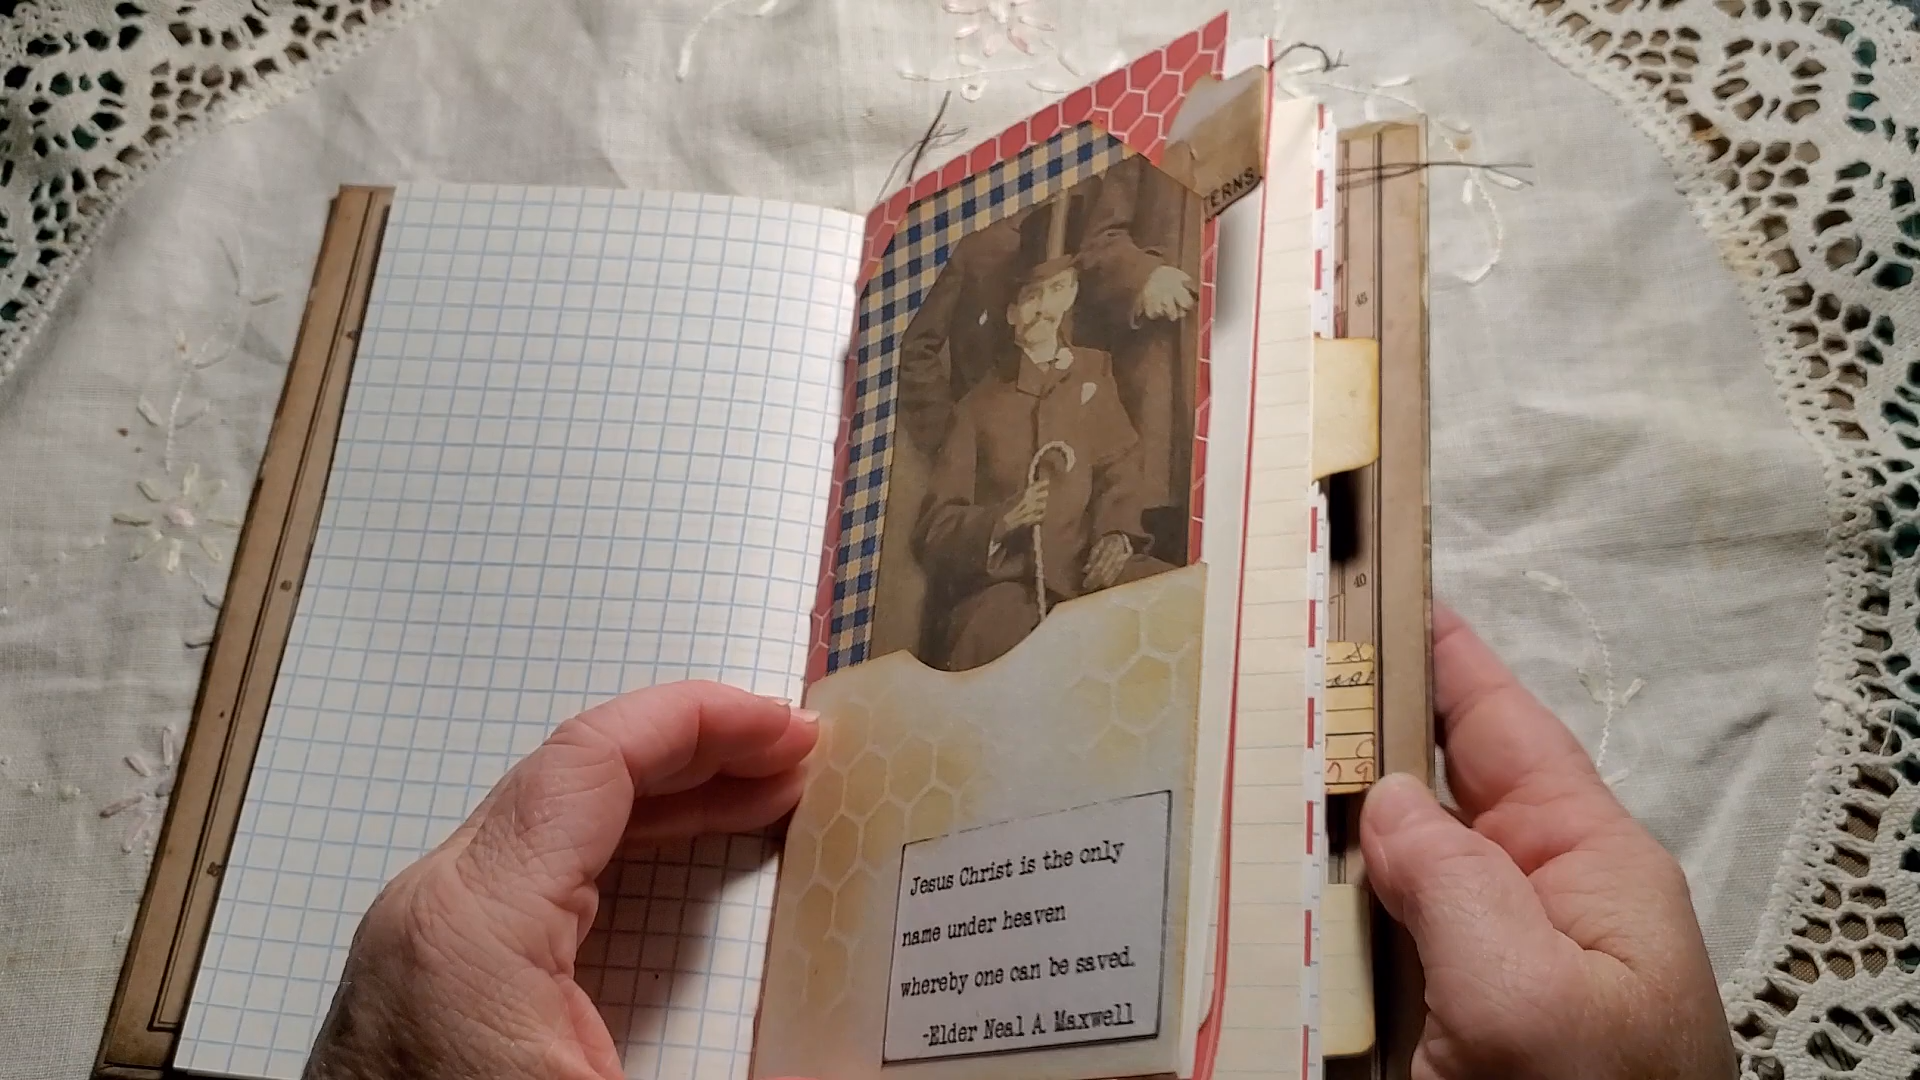 TERNS.
45
40
Jesus Christ is the only
name under heaven
whereby one can be saved.
-Elder Neal A. Maxwell